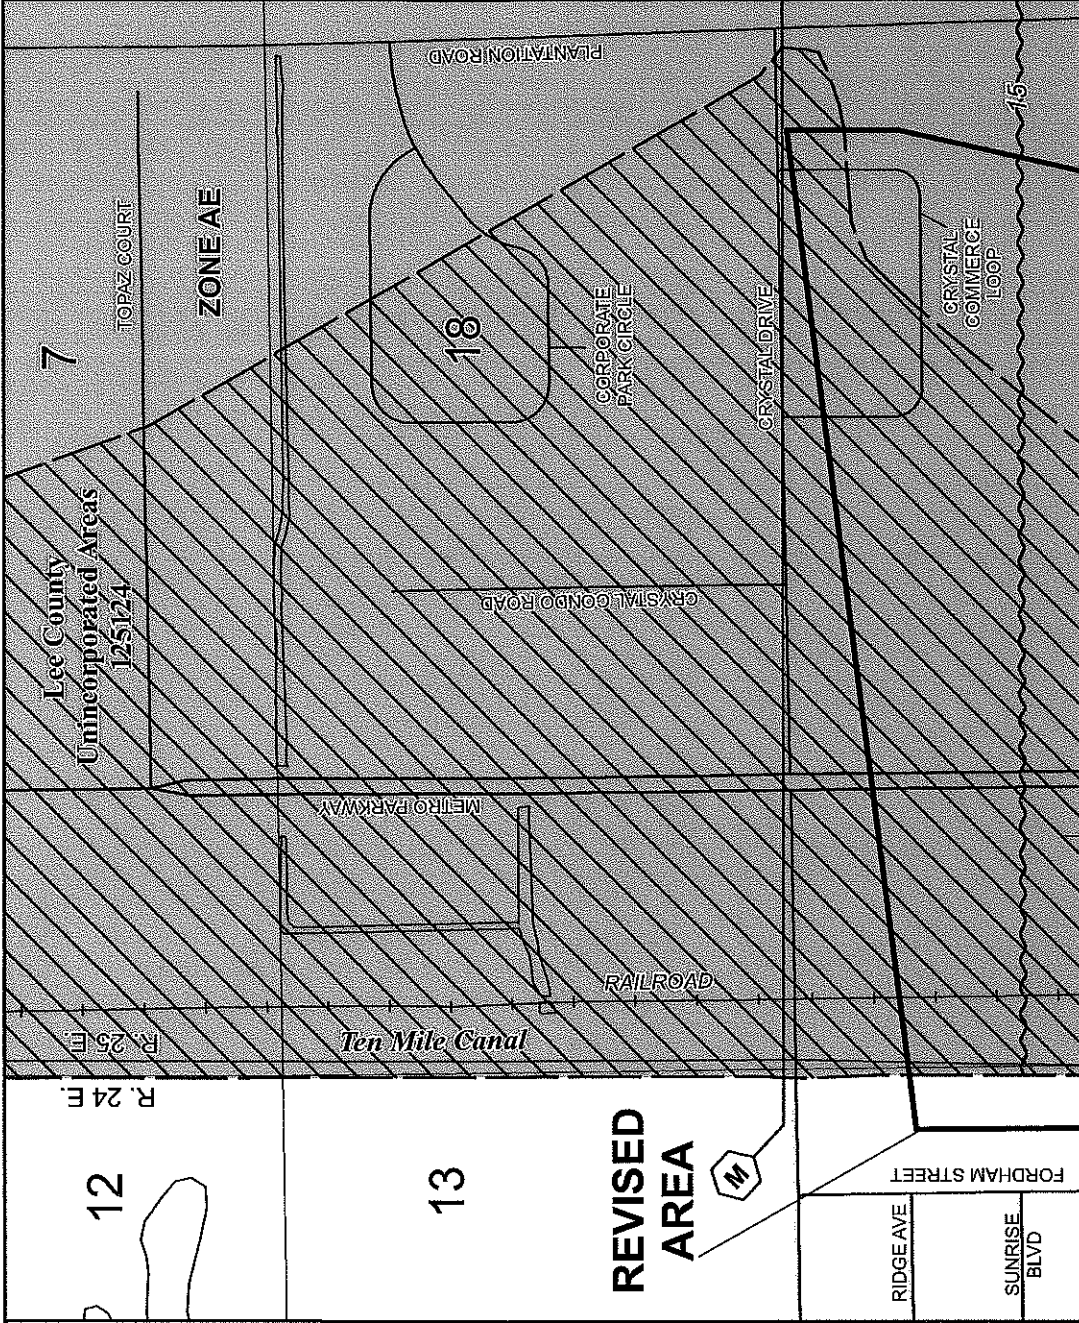 7
TOPAZ COURT
ZONE AE
PLANTATION ROAD
18
CORPORATE
PARK CIRCLE
CRYSTAL DRIVE
CRYSTAL
COMMERCE
LOOP
15
Lee County
Unincorporated Areas
125124
CRYSTAL CONDO ROAD
METRO PARKWAY
RAILROAD
Ten Mile Canal
R. 25 E.
R. 24 E.
12
13
REVISED
AREA
M
FORDHAM STREET
RIDGE AVE
SUNRISE
BLVD